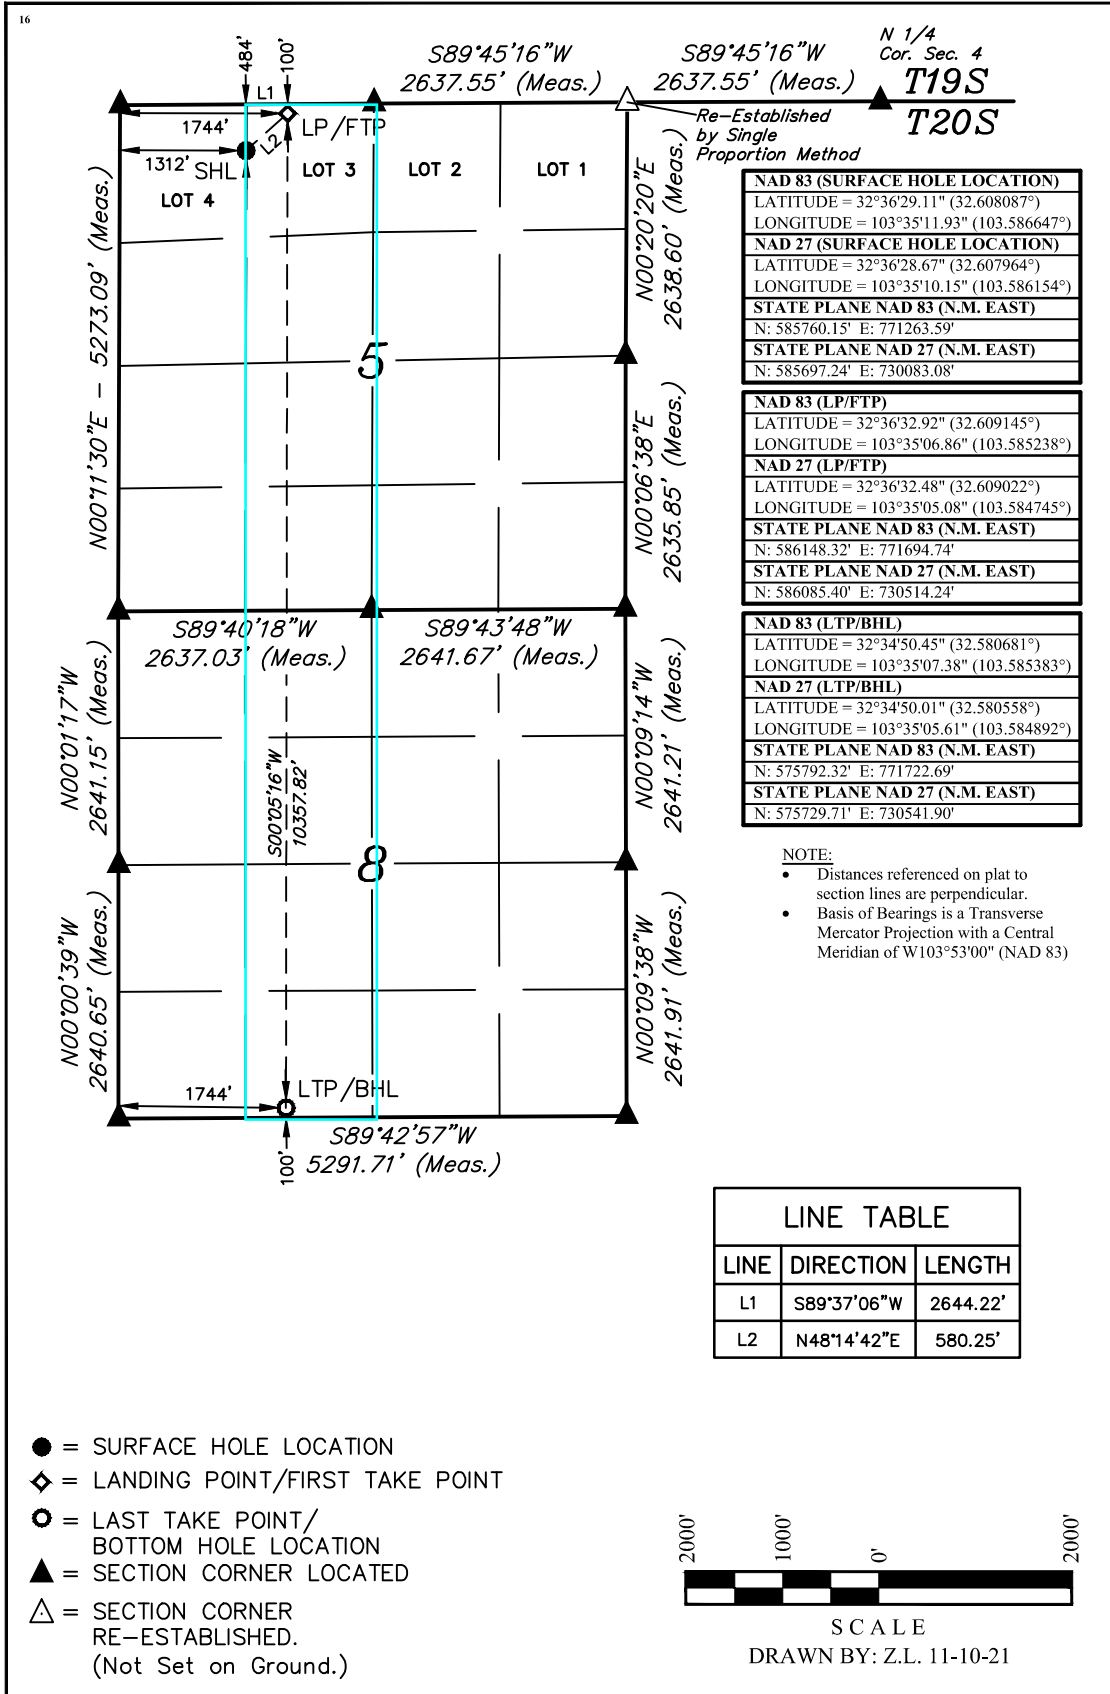 16
484'
100'
L1
S89°45'16"W
2637.55' (Meas.)
S89°45'16"W
2637.55' (Meas.)
N 1/4
Cor. Sec. 4
T19S
T20S
Re-Established
by Single
Proportion Method
1744'
L2
LP/FTP
1312'
SHL
LOT 4
LOT 3
LOT 2
LOT 1
N00°11'30"E - 5273.09' (Meas.)
N00°20'20"E
2638.60' (Meas.)
5
N00°06'38"E
2635.85' (Meas.)
S89°40'18"W
2637.03' (Meas.)
S89°43'48"W
2641.67' (Meas.)
N00°01'17"W
2641.15' (Meas.)
S00°05'16"W
10357.82'
N00°09'14"W
2641.21' (Meas.)
8
N00°00'39"W
2640.65' (Meas.)
N00°09'38"W
2641.91' (Meas.)
1744'
LTP/BHL
100'
S89°42'57"W
5291.71' (Meas.)
NAD 83 (SURFACE HOLE LOCATION)
LATITUDE = 32°36'29.11" (32.608087°)
LONGITUDE = 103°35'11.93" (103.586647°)
NAD 27 (SURFACE HOLE LOCATION)
LATITUDE = 32°36'28.67" (32.607964°)
LONGITUDE = 103°35'10.15" (103.586154°)
STATE PLANE NAD 83 (N.M. EAST)
N: 585760.15' E: 771263.59'
STATE PLANE NAD 27 (N.M. EAST)
N: 585697.24' E: 730083.08'
NAD 83 (LP/FTP)
LATITUDE = 32°36'32.92" (32.609145°)
LONGITUDE = 103°35'06.86" (103.585238°)
NAD 27 (LP/FTP)
LATITUDE = 32°36'32.48" (32.609022°)
LONGITUDE = 103°35'05.08" (103.584745°)
STATE PLANE NAD 83 (N.M. EAST)
N: 586148.32' E: 771694.74'
STATE PLANE NAD 27 (N.M. EAST)
N: 586085.40' E: 730514.24'
NAD 83 (LTP/BHL)
LATITUDE = 32°34'50.45" (32.580681°)
LONGITUDE = 103°35'07.38" (103.585383°)
NAD 27 (LTP/BHL)
LATITUDE = 32°34'50.01" (32.580558°)
LONGITUDE = 103°35'05.61" (103.584892°)
STATE PLANE NAD 83 (N.M. EAST)
N: 575792.32' E: 771722.69'
STATE PLANE NAD 27 (N.M. EAST)
N: 575729.71' E: 730541.90'
NOTE:
• Distances referenced on plat to
section lines are perpendicular.
• Basis of Bearings is a Transverse
Mercator Projection with a Central
Meridian of W103°53'00" (NAD 83)
LINE TABLE
LINE DIRECTION LENGTH
L1 S89°37'06"W 2644.22'
L2 N48°14'42"E 580.25'
= SURFACE HOLE LOCATION
= LANDING POINT/FIRST TAKE POINT
= LAST TAKE POINT/
BOTTOM HOLE LOCATION
= SECTION CORNER LOCATED
= SECTION CORNER
RE-ESTABLISHED.
(Not Set on Ground.)
2000' 1000' 0' 2000'
SCALE
DRAWN BY: Z.L. 11-10-21